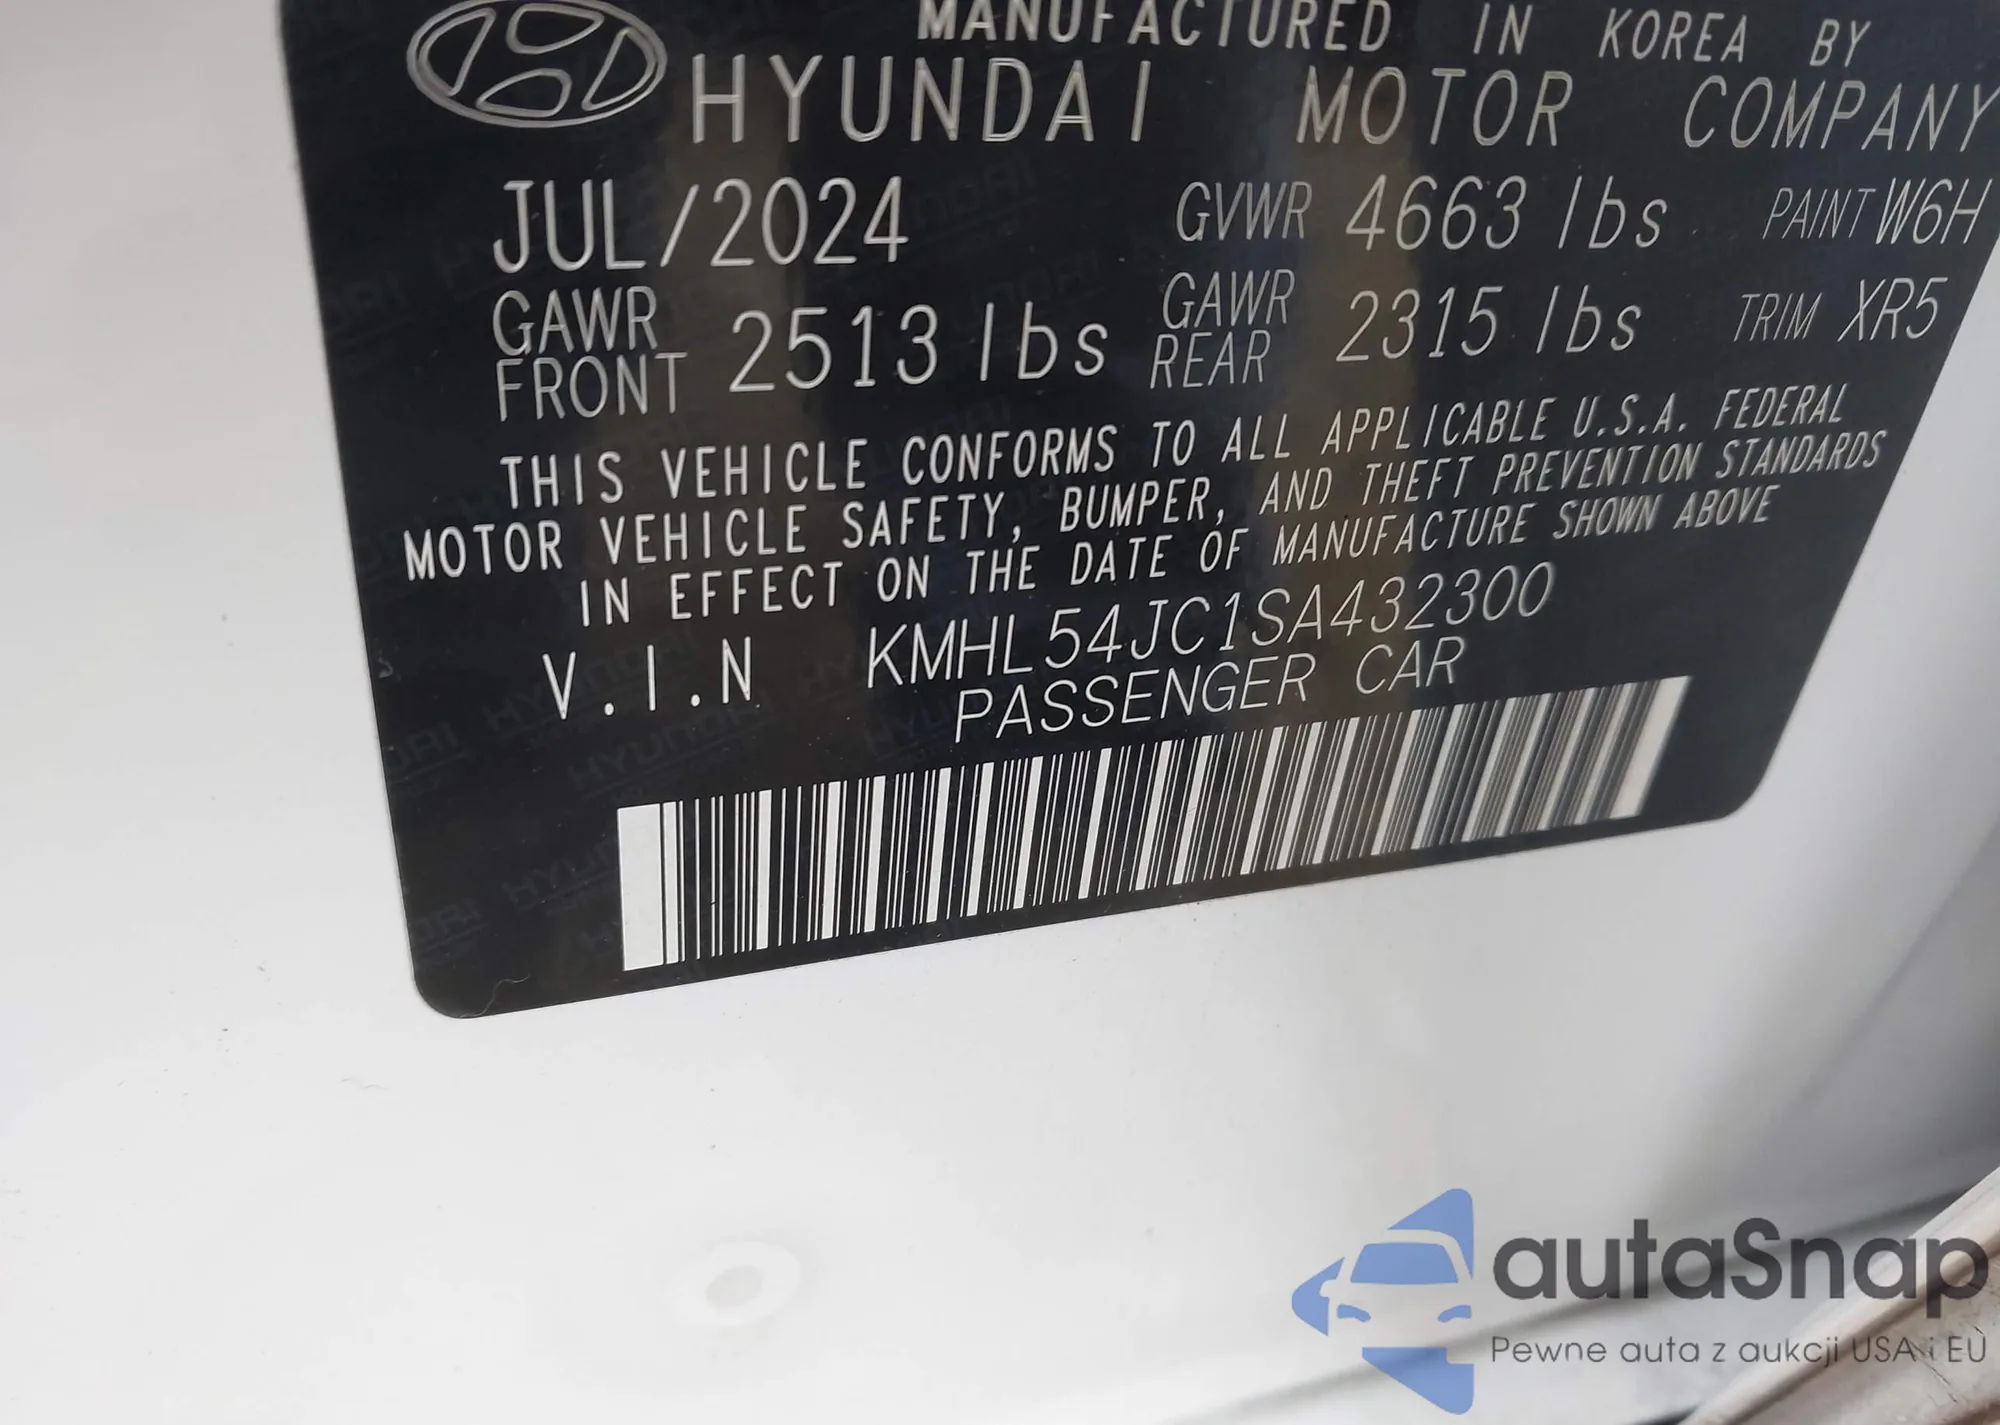 MANUFACTURED IN KOREA BY
HYUNDAI MOTOR COMPANY
JUL/2024 GVWR 4663 lbs PAINT W6H
GAWR FRONT 2513 lbs GAWR REAR 2315 lbs TRIM XR5
THIS VEHICLE CONFORMS TO ALL APPLICABLE U.S.A. FEDERAL
MOTOR VEHICLE SAFETY, BUMPER, AND THEFT PREVENTION STANDARDS
IN EFFECT ON THE DATE OF MANUFACTURE SHOWN ABOVE
V.I.N KMHL54JC1SA432300
PASSENGER CAR
autaSnap
Pewne auta z aukcji USA i EU